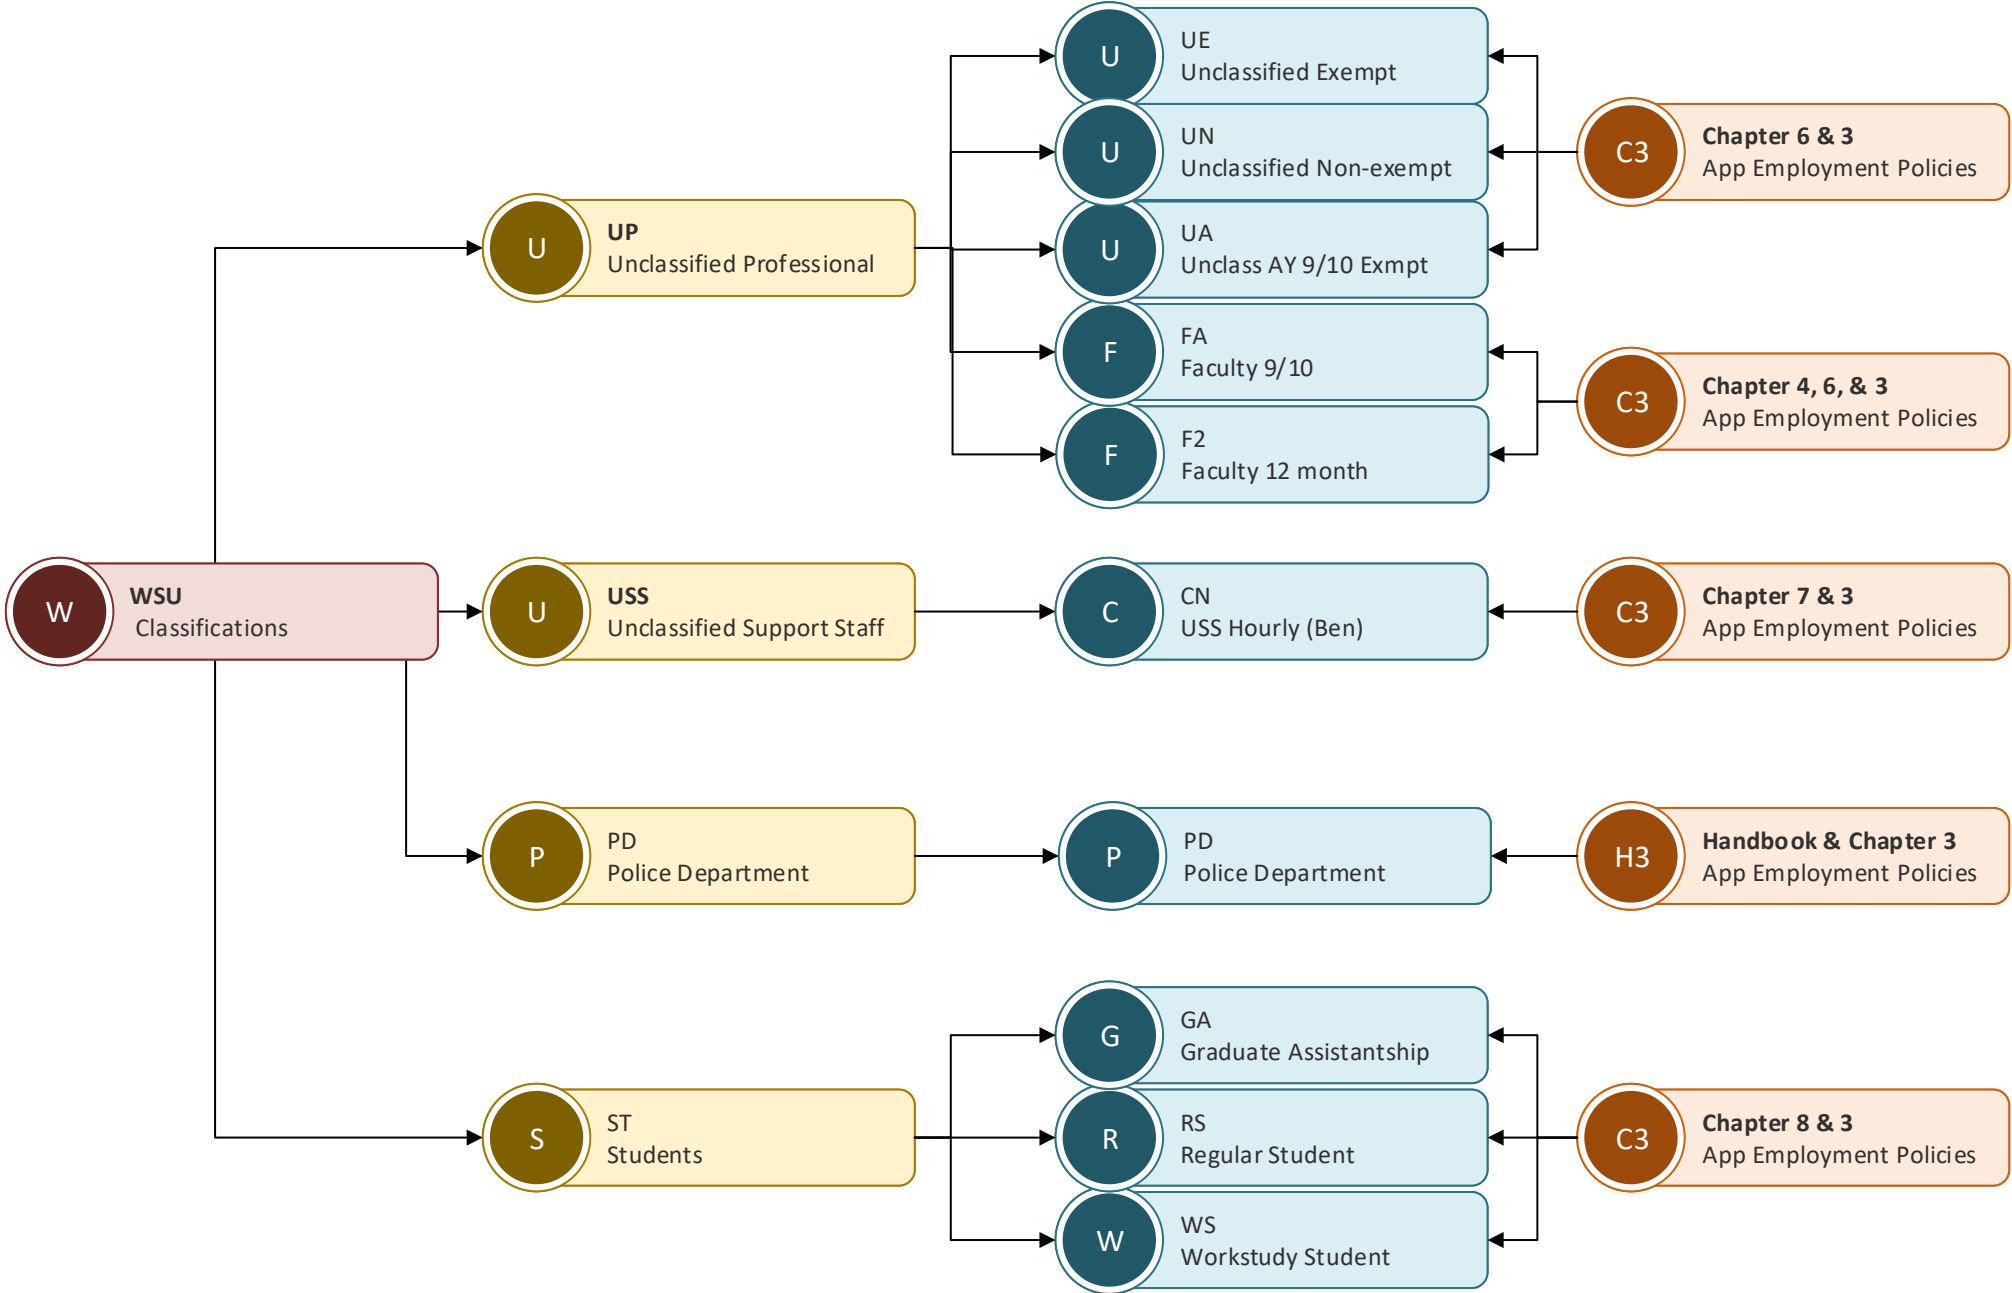 W
WSU
Classifications
U
UP
Unclassified Professional
U
USS
Unclassified Support Staff
P
PD
Police Department
S
ST
Students
U
UE
Unclassified Exempt
U
UN
Unclassified Non-exempt
U
UA
Unclass AY 9/10 Exmpt
F
FA
Faculty 9/10
F
F2
Faculty 12 month
C
CN
USS Hourly (Ben)
P
PD
Police Department
G
GA
Graduate Assistantship
R
RS
Regular Student
W
WS
Workstudy Student
C3
Chapter 6 & 3
App Employment Policies
C3
Chapter 4, 6, & 3
App Employment Policies
C3
Chapter 7 & 3
App Employment Policies
H3
Handbook & Chapter 3
App Employment Policies
C3
Chapter 8 & 3
App Employment Policies